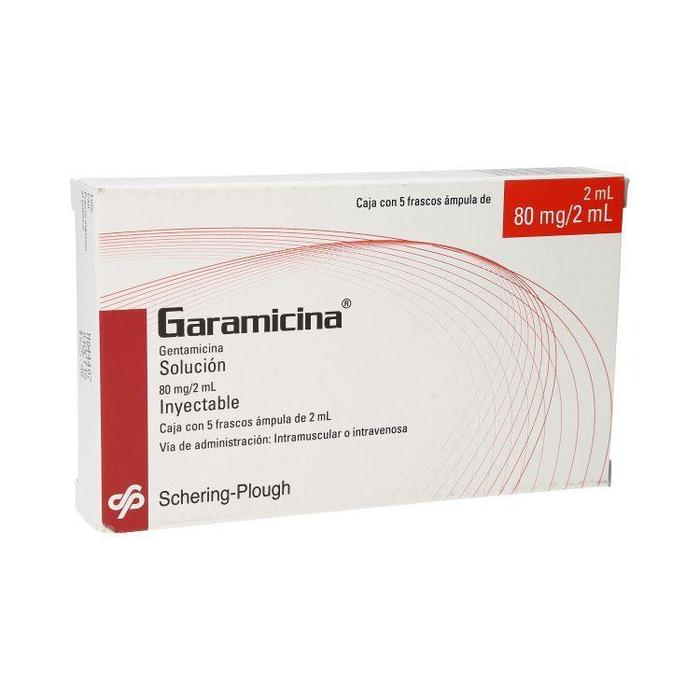 Caja con 5 frascos ámpula de
2 mL
80 mg/2 mL
Garamicina®
Gentamicina
Solución
80 mg/2 mL
Inyectable
Caja con 5 frascos ámpula de 2 mL
Vía de administración: Intramuscular o intravenosa
Schering-Plough